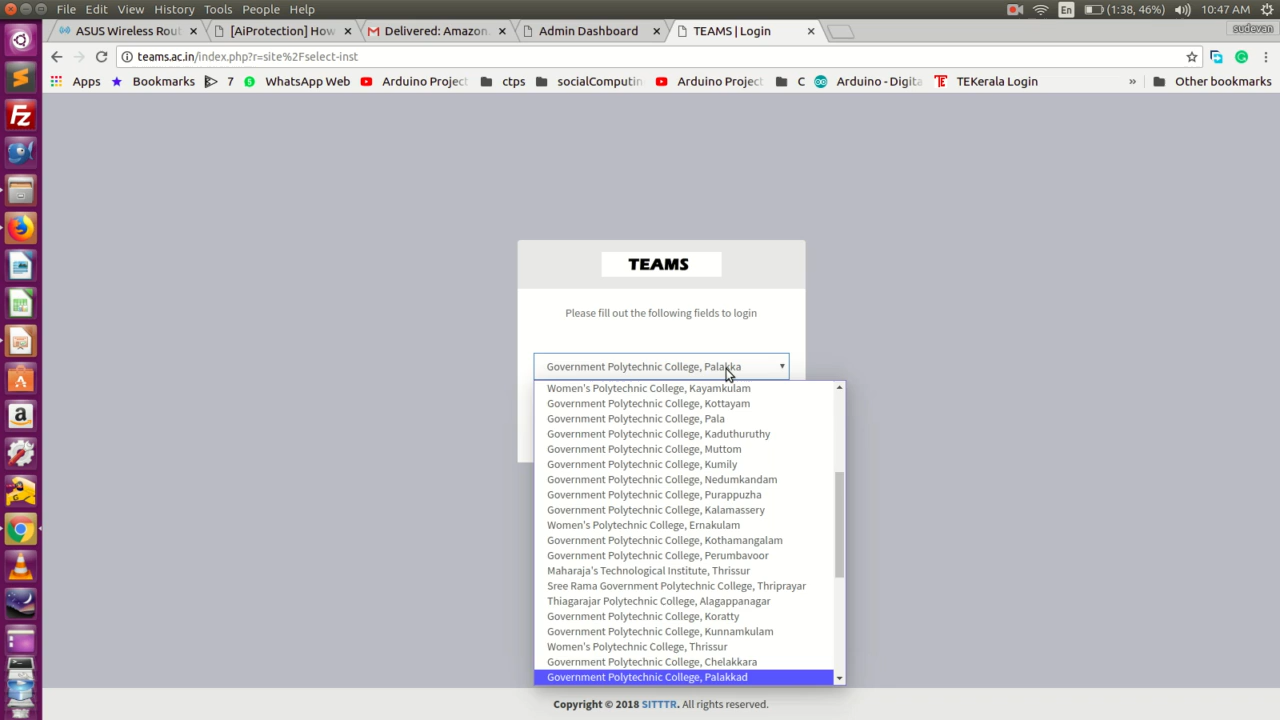 File Edit View History Tools People Help
En (1:38, 46%) 10:47 AM
ASUS Wireless Rout
[AiProtection] How
Delivered: Amazon.
Admin Dashboard
TEAMS | Login
sudevan
teams.ac.in/index.php?r=site%2Fselect-inst
Apps Bookmarks 7 WhatsApp Web Arduino Projec ctps socialComputin Arduino Projec C Arduino - Digita TEKerala Login » Other bookmarks
TEAMS
Please fill out the following fields to login
Government Polytechnic College, Palakka
Women's Polytechnic College, Kayamkulam
Government Polytechnic College, Kottayam
Government Polytechnic College, Pala
Government Polytechnic College, Kaduthuruthy
Government Polytechnic College, Muttom
Government Polytechnic College, Kumily
Government Polytechnic College, Nedumkandam
Government Polytechnic College, Purappuzha
Government Polytechnic College, Kalamassery
Women's Polytechnic College, Ernakulam
Government Polytechnic College, Kothamangalam
Government Polytechnic College, Perumbavoor
Maharaja's Technological Institute, Thrissur
Sree Rama Government Polytechnic College, Thriprayar
Thiagarajar Polytechnic College, Alagappanagar
Government Polytechnic College, Koratty
Government Polytechnic College, Kunnamkulam
Women's Polytechnic College, Thrissur
Government Polytechnic College, Chelakkara
Government Polytechnic College, Palakkad
Copyright © 2018 SITTTR. All rights reserved.